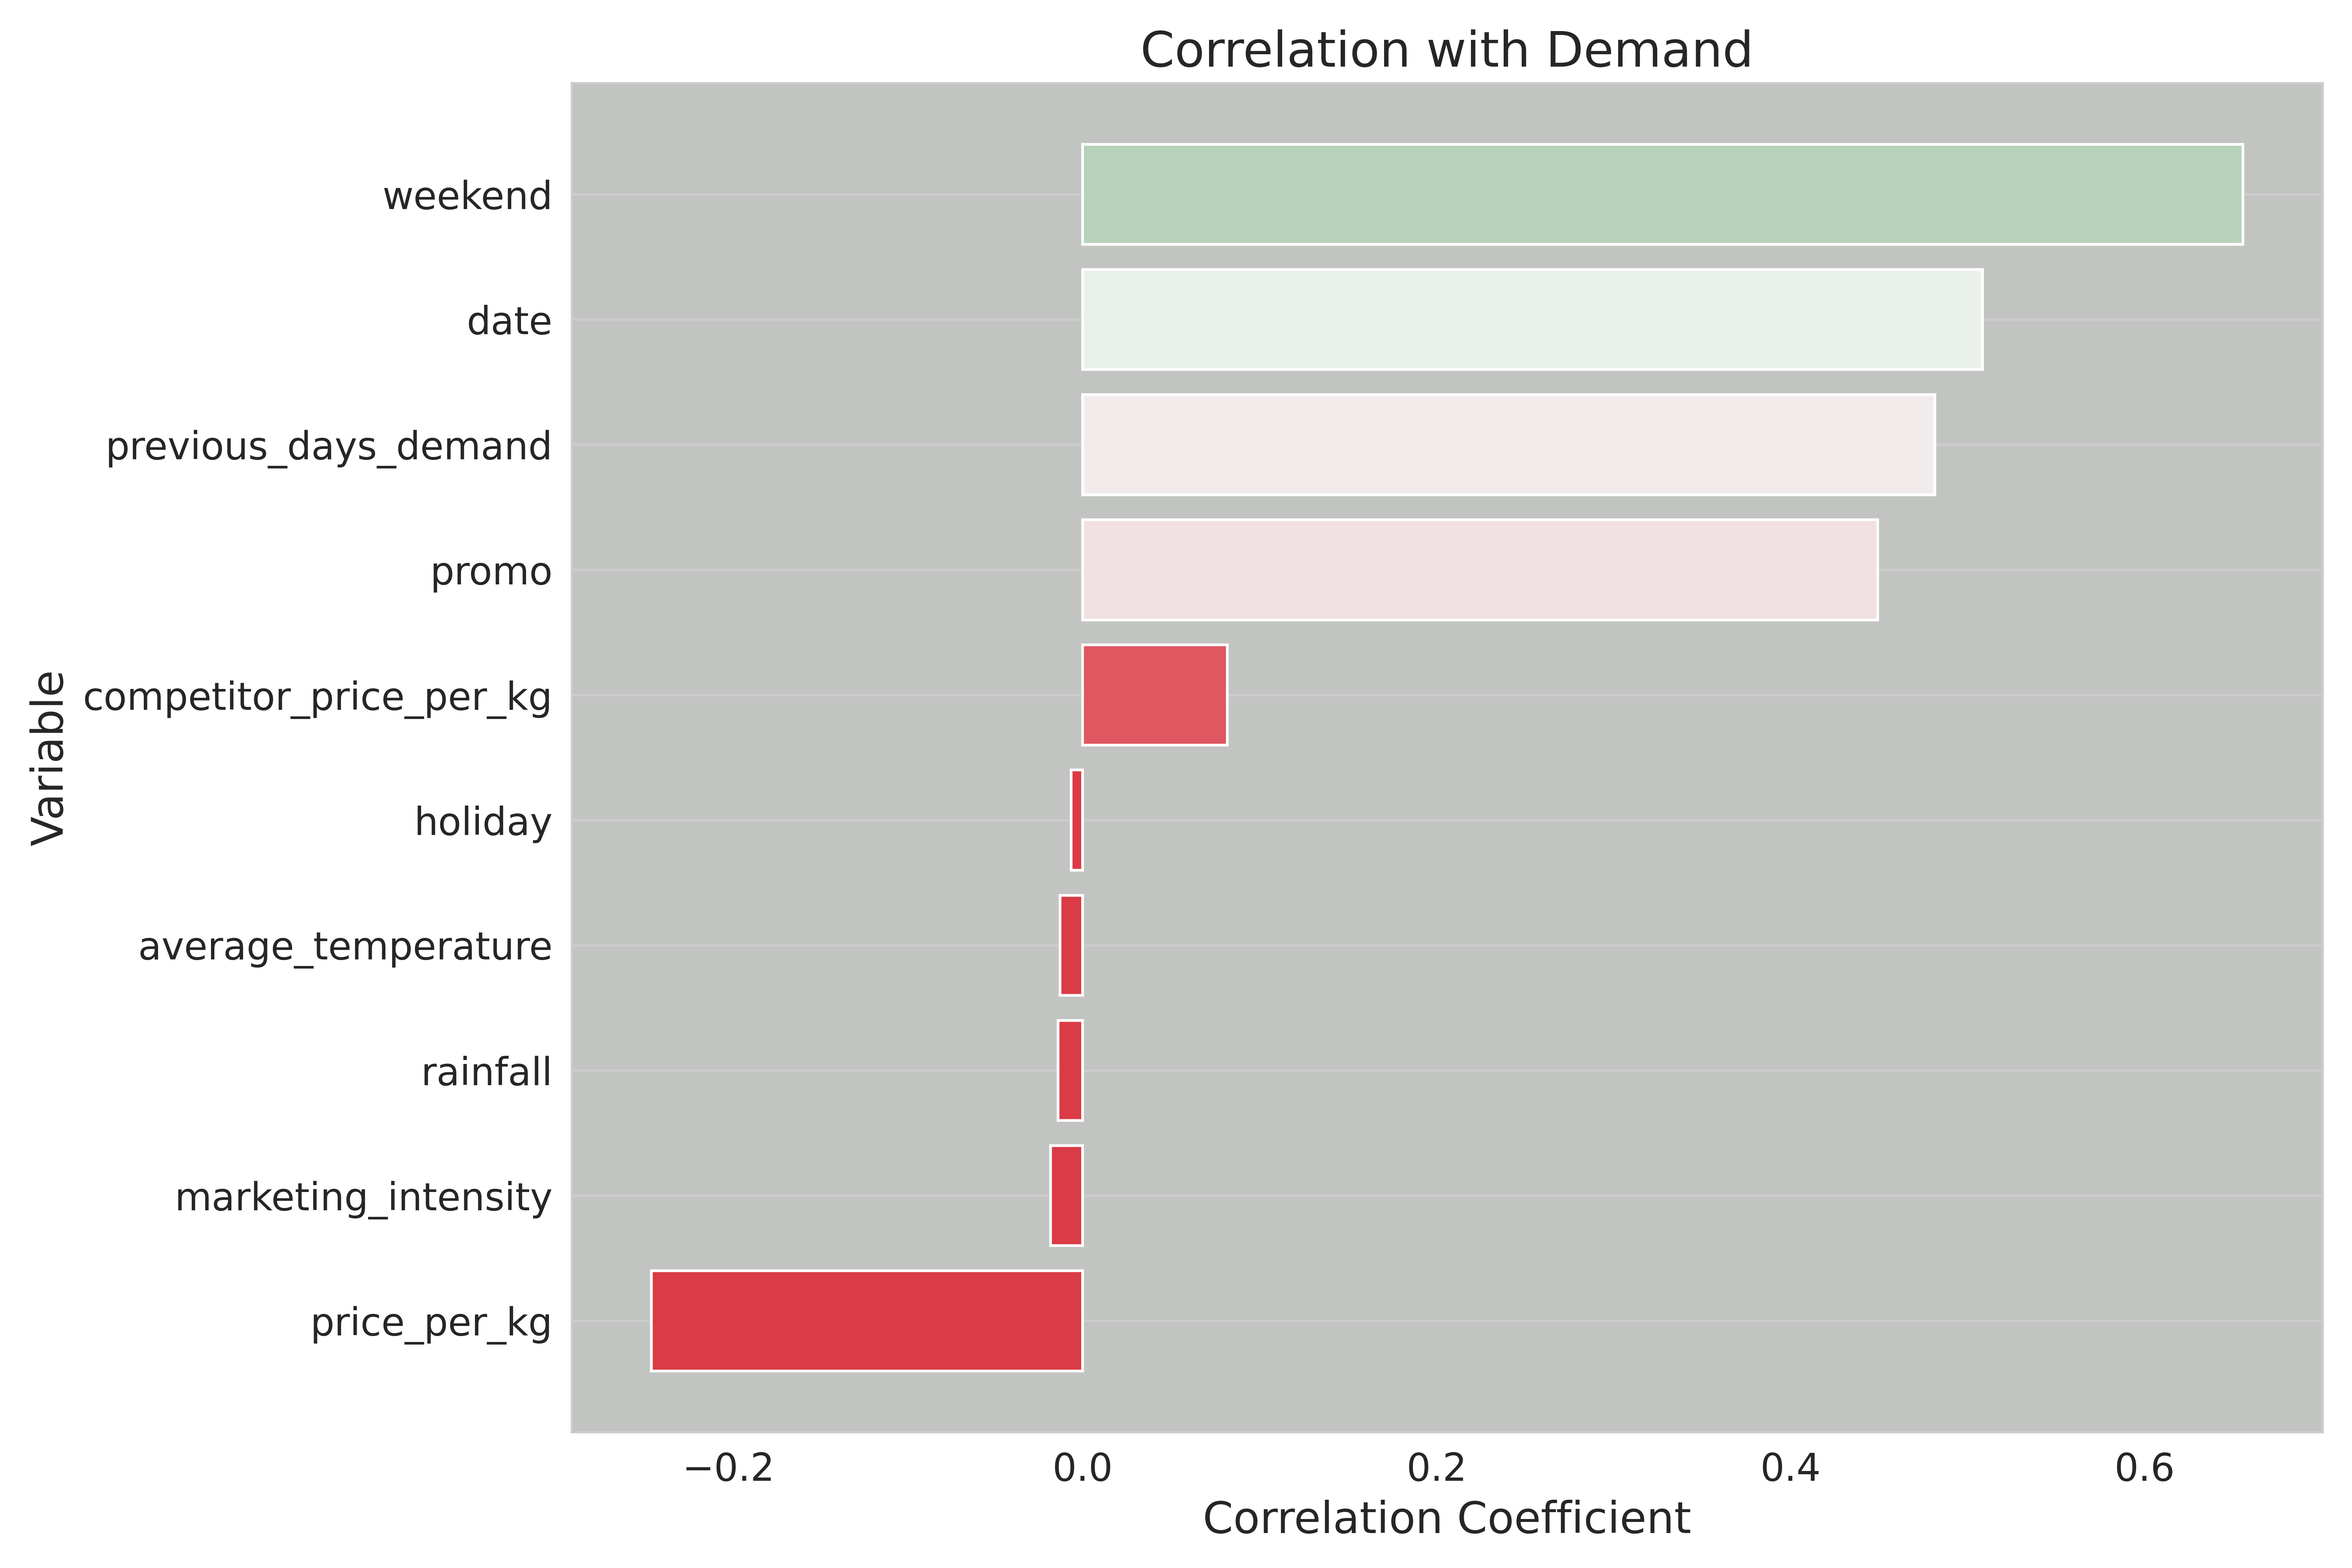 Correlation with Demand
Variable
weekend
date
previous_days_demand
promo
competitor_price_per_kg
holiday
average_temperature
rainfall
marketing_intensity
price_per_kg
−0.2 0.0 0.2 0.4 0.6
Correlation Coefficient